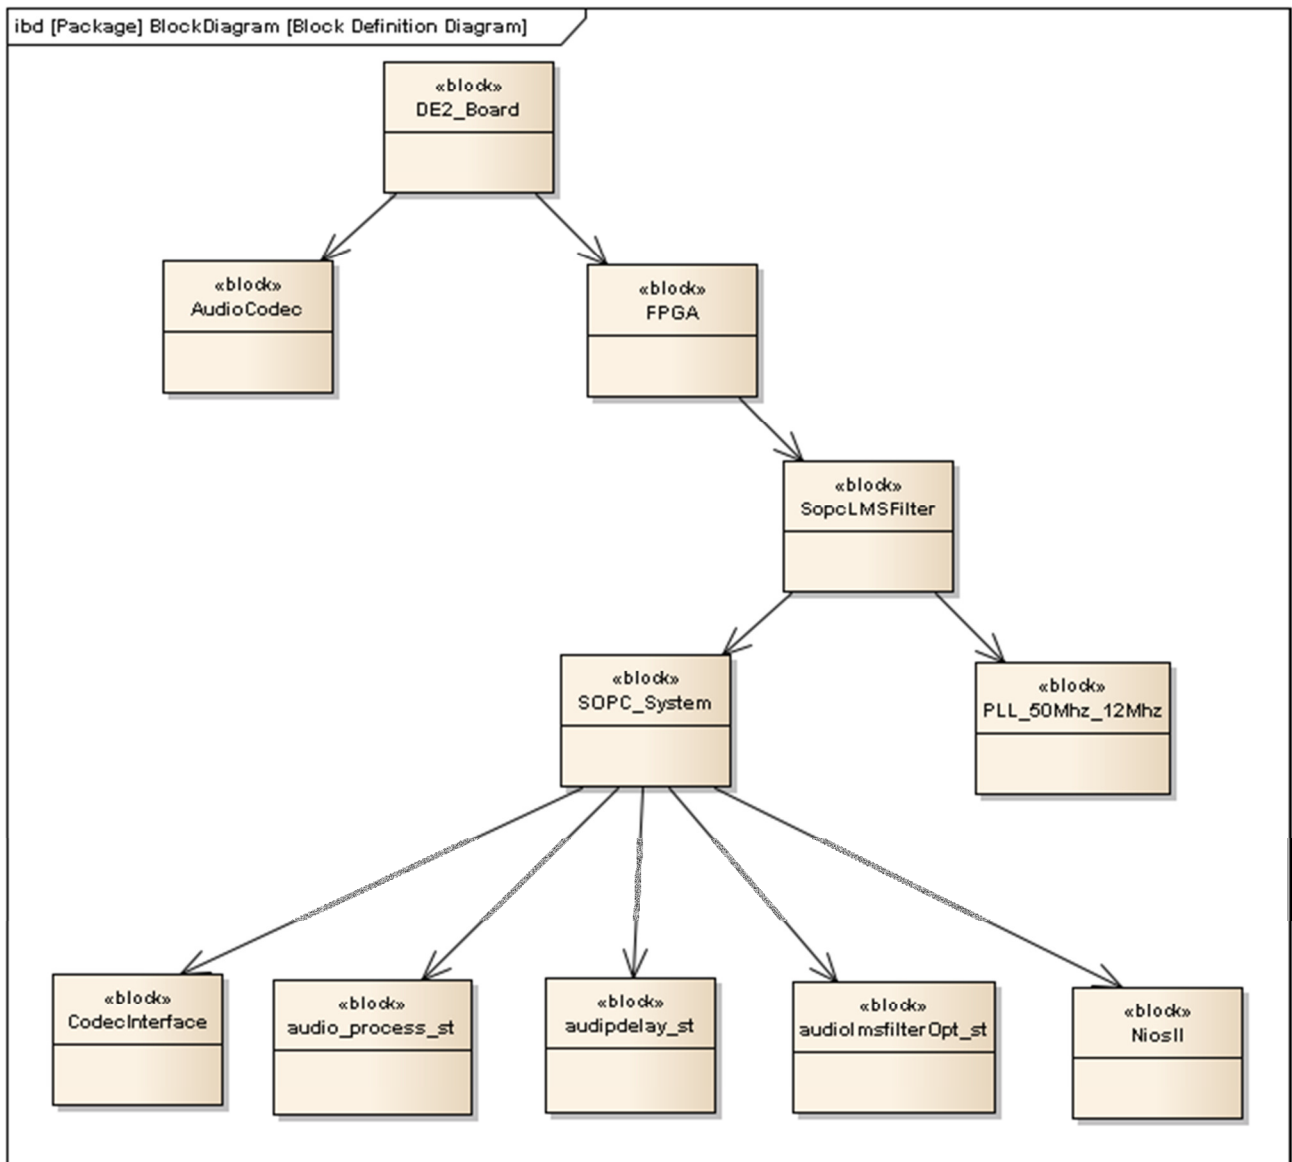 ibd [Package] BlockDiagram [Block Definition Diagram]
«block»
DE2_Board
«block»
AudioCodec
«block»
FPGA
«block»
SopcLMSFilter
«block»
SOPC_System
«block»
PLL_50Mhz_12Mhz
«block»
CodecInterface
«block»
audio_process_st
«block»
audipdelay_st
«block»
audiolmsfilterOpt_st
«block»
NiosII